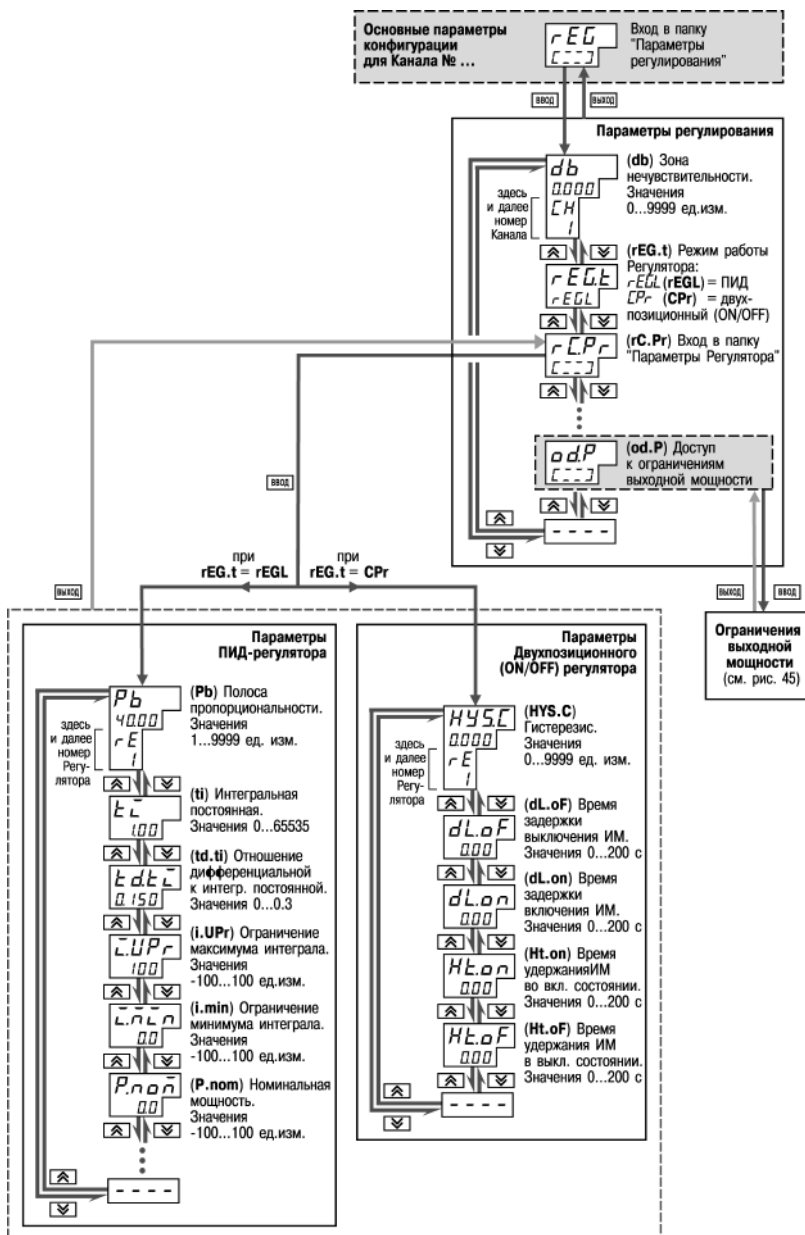 Основные параметры
конфигурации
для Канала № ...
rEG
[---]
Вход в папку
"Параметры
регулирования"
ВВОД
ВЫХОД
Параметры регулирования
db
0.000
CH
1
здесь
и далее
номер
Канала
(db) Зона
нечувствительности.
Значения
0...9999 ед.изм.
rEG.t
rEGL
(rEG.t) Режим работы
Регулятора:
rEGL (rEGL) = ПИД
CPr (CPr) = двух-
позиционный (ON/OFF)
rC.Pr
[---]
(rC.Pr) Вход в папку
"Параметры Регулятора"
od.P
[---]
(od.P) Доступ
к ограничениям
выходной мощности
- - - -
ВВОД
при
rEG.t = rEGL
при
rEG.t = CPr
ВЫХОД
ВЫХОД
ВВОД
Ограничения
выходной
мощности
(см. рис. 45)
Параметры
ПИД-регулятора
Pb
40.00
rE
1
здесь
и далее
номер
Регу-
лятора
(Pb) Полоса
пропорциональности.
Значения
1...9999 ед. изм.
ti
1.00
(ti) Интегральная
постоянная.
Значения 0...65535
td.ti
0.150
(td.ti) Отношение
дифференциальной
к интегр. постоянной.
Значения 0...0.3
i.UPr
100
(i.UPr) Ограничение
максимума интеграла.
Значения
-100...100 ед.изм.
i.min
0.0
(i.min) Ограничение
минимума интеграла.
Значения
-100...100 ед.изм.
P.nom
0.0
(P.nom) Номинальная
мощность.
Значения
-100...100 ед.изм.
- - - -
Параметры
Двухпозиционного
(ON/OFF) регулятора
HYS.C
0.000
rE
1
здесь
и далее
номер
Регу-
лятора
(HYS.C)
Гистерезис.
Значения
0...9999 ед. изм.
dL.oF
0.00
(dL.oF) Время
задержки
выключения ИМ.
Значения 0...200 с
dL.on
0.00
(dL.on) Время
задержки
включения ИМ.
Значения 0...200 с
Ht.on
0.00
(Ht.on) Время
удержанияИМ
во вкл. состоянии.
Значения 0...200 с
Ht.oF
0.00
(Ht.oF) Время
удержания ИМ
в выкл. состоянии.
Значения 0...200 с
- - - -